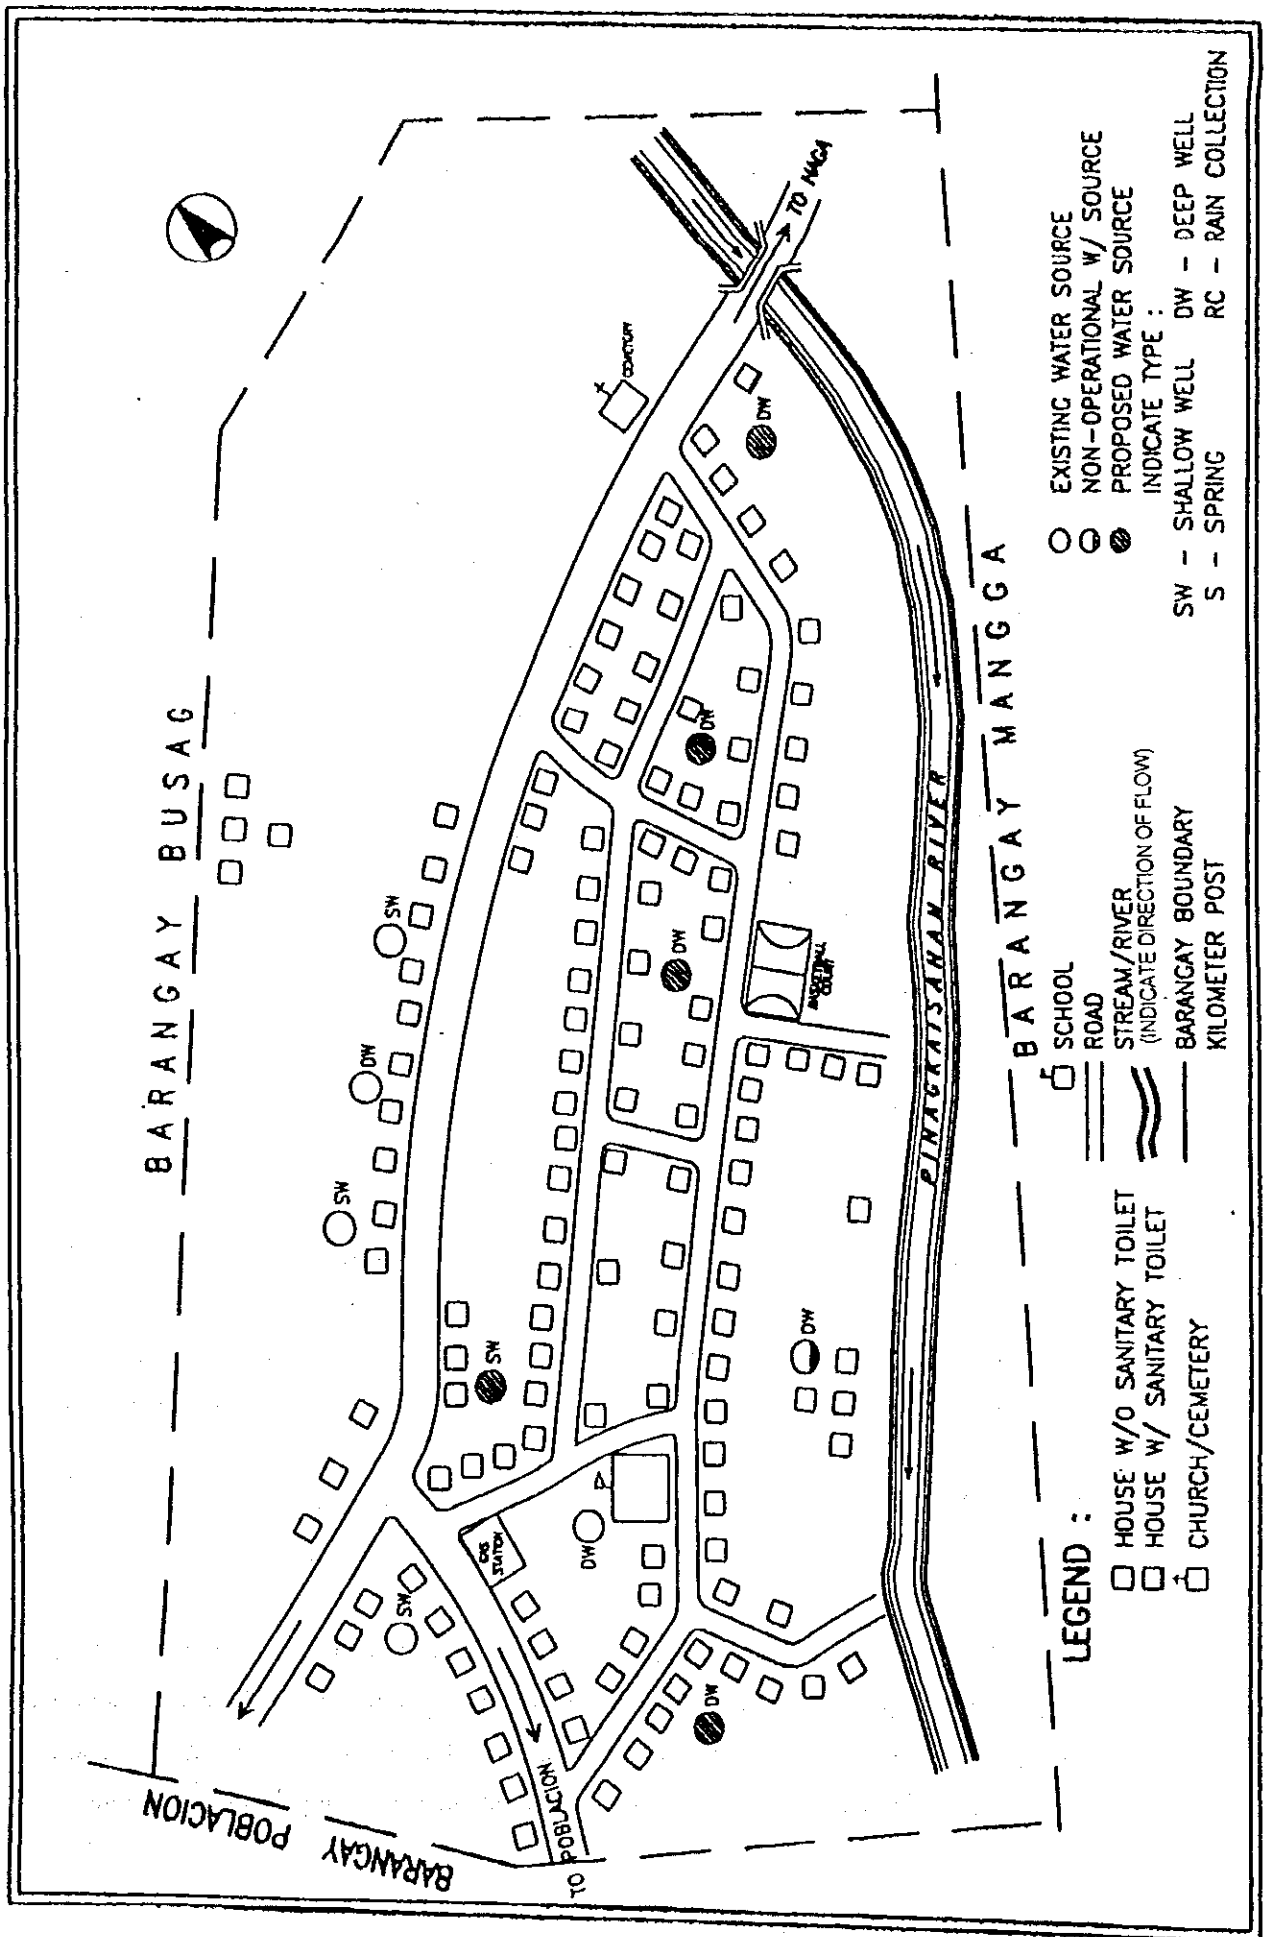 BARANGAY BUSAG
BARANGAY POBLACION
TO POBLACION
TO NAGA
CEMETERY
SW
DW
SW
SW
SW
DW
DW
DW
DW
DW
DW
GAS
STATION
BASKETBALL
COURT
PINAGKAISAHAN RIVER
BARANGAY MANGGA
LEGEND :
HOUSE W/O SANITARY TOILET
HOUSE W/ SANITARY TOILET
CHURCH/CEMETERY
SCHOOL
ROAD
STREAM/RIVER
(INDICATE DIRECTION OF FLOW)
BARANGAY BOUNDARY
KILOMETER POST
EXISTING WATER SOURCE
NON-OPERATIONAL W/ SOURCE
PROPOSED WATER SOURCE
INDICATE TYPE :
SW - SHALLOW WELL DW - DEEP WELL
S - SPRING RC - RAIN COLLECTION